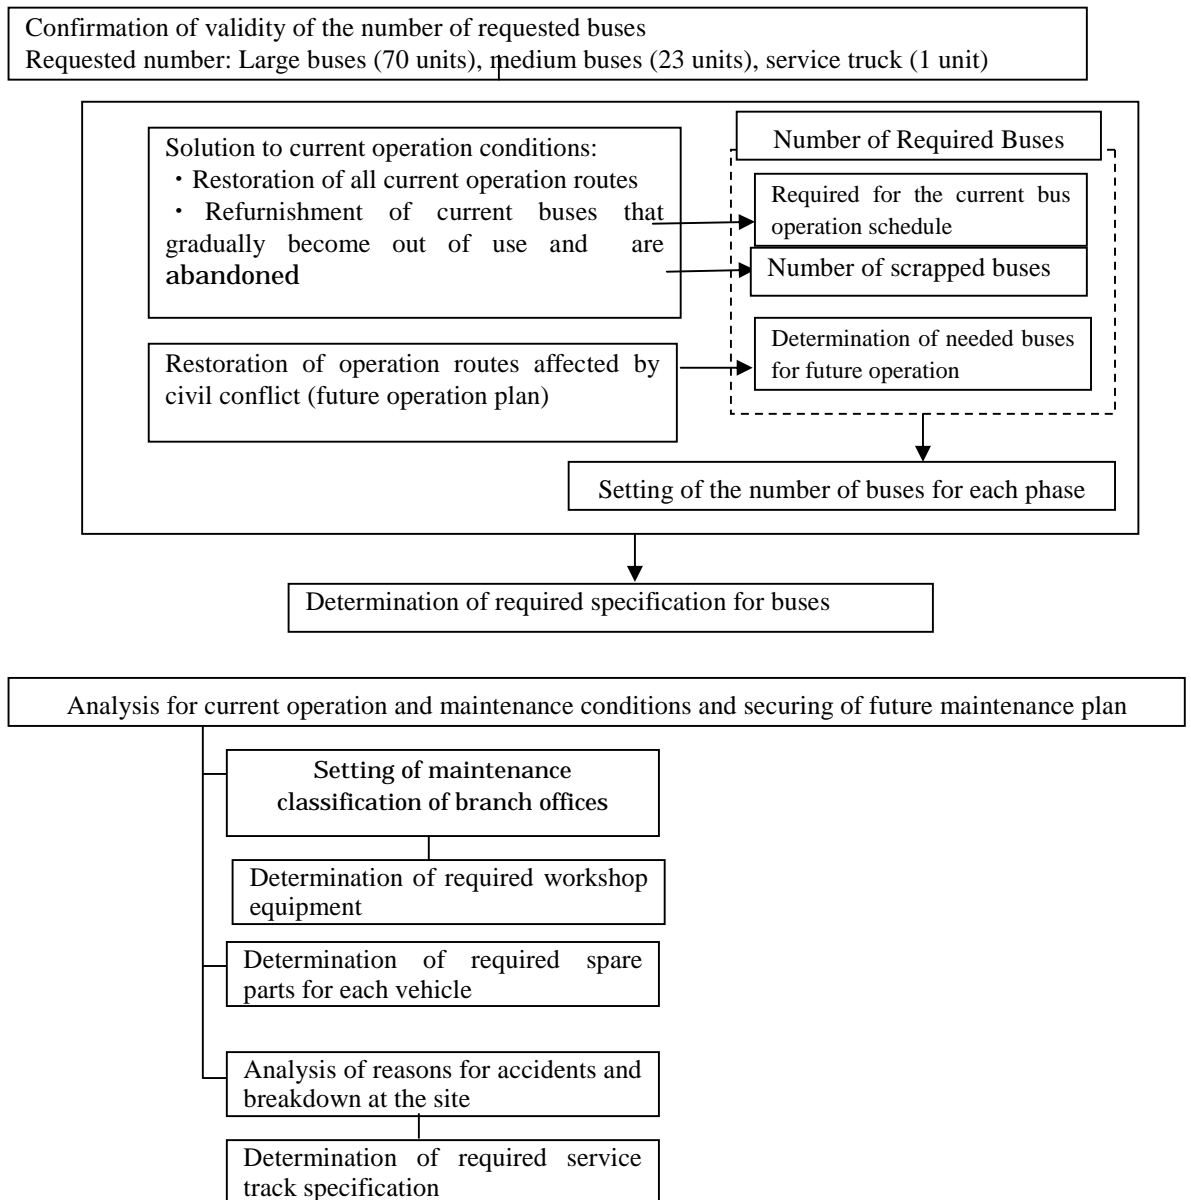 Confirmation of validity of the number of requested buses
Requested number: Large buses (70 units), medium buses (23 units), service truck (1 unit)
Solution to current operation conditions:
・Restoration of all current operation routes
・Refurnishment of current buses that
gradually become out of use and are
abandoned
Number of Required Buses
Required for the current bus
operation schedule
Number of scrapped buses
Restoration of operation routes affected by
civil conflict (future operation plan)
Determination of needed buses
for future operation
Setting of the number of buses for each phase
Determination of required specification for buses
Analysis for current operation and maintenance conditions and securing of future maintenance plan
Setting of maintenance
classification of branch offices
Determination of required workshop
equipment
Determination of required spare
parts for each vehicle
Analysis of reasons for accidents and
breakdown at the site
Determination of required service
track specification